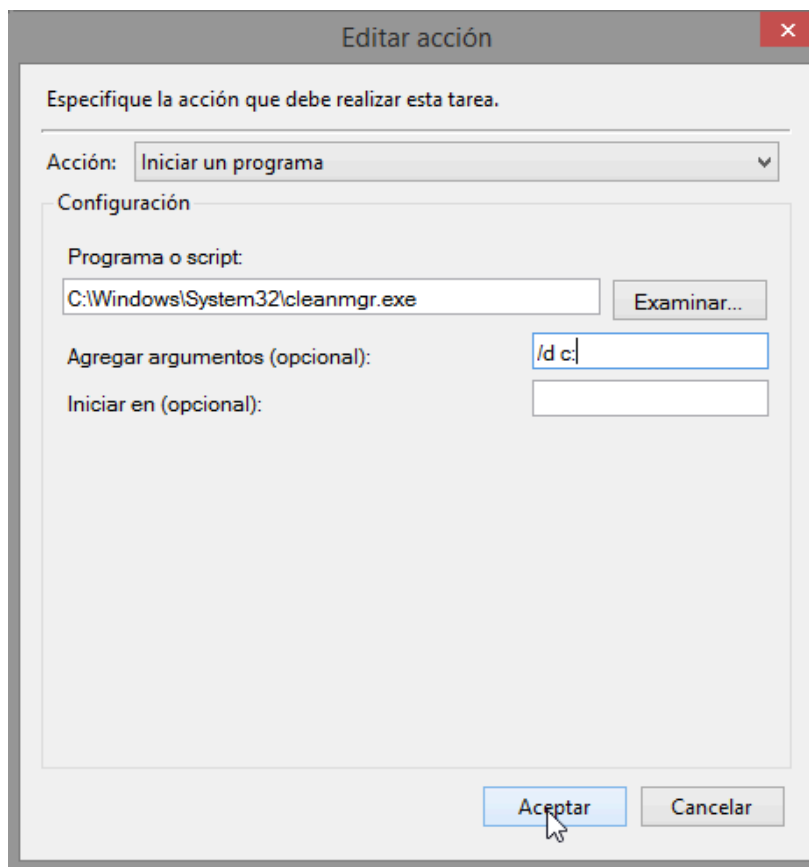 Editar acción
Especifique la acción que debe realizar esta tarea.
Acción: Iniciar un programa
Configuración
Programa o script:
C:\Windows\System32\cleanmgr.exe Examinar...
Agregar argumentos (opcional): /d c:
Iniciar en (opcional):
Aceptar Cancelar